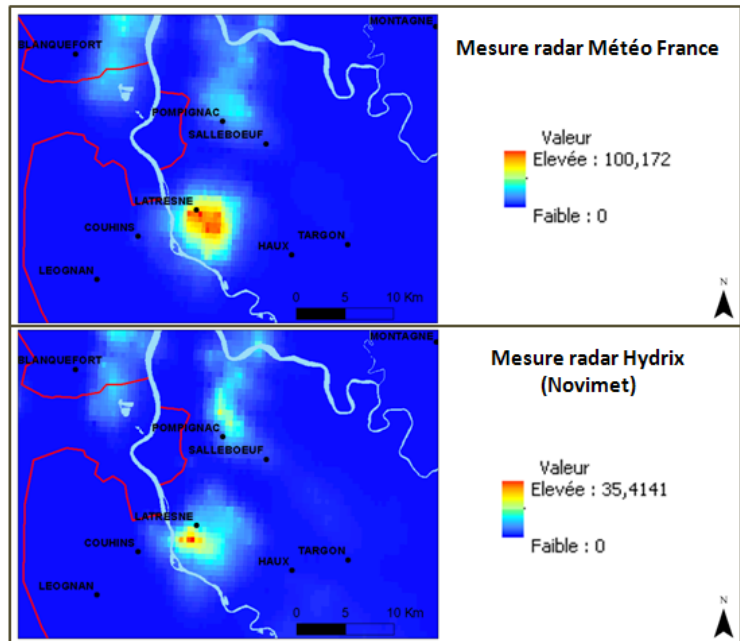 MONTAGNE
BLANQUEFORT
POMPIGNAC
SALLEBOEUF
LATRESNE
COUHINS
TARGON
HAUX
LEOGNAN
0 5 10 Km
Mesure radar Météo France
Valeur
Elevée : 100,172
Faible : 0
N
MONTAGNE
BLANQUEFORT
POMPIGNAC
SALLEBOEUF
LATRESNE
COUHINS
TARGON
HAUX
LEOGNAN
0 5 10 Km
Mesure radar Hydrix
(Novimet)
Valeur
Elevée : 35,4141
Faible : 0
N